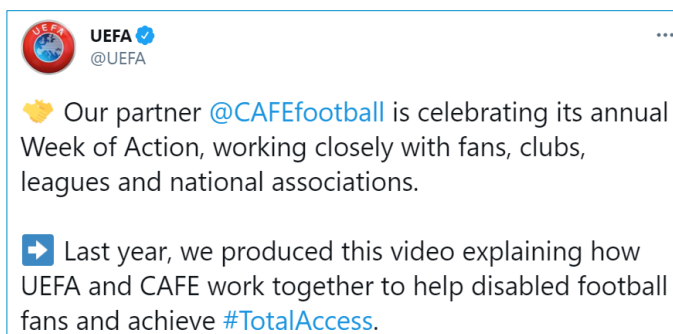 UEFA
@UEFA
🤝 Our partner @CAFEfootball is celebrating its annual
Week of Action, working closely with fans, clubs,
leagues and national associations.
➡️ Last year, we produced this video explaining how
UEFA and CAFE work together to help disabled football
fans and achieve #TotalAccess.